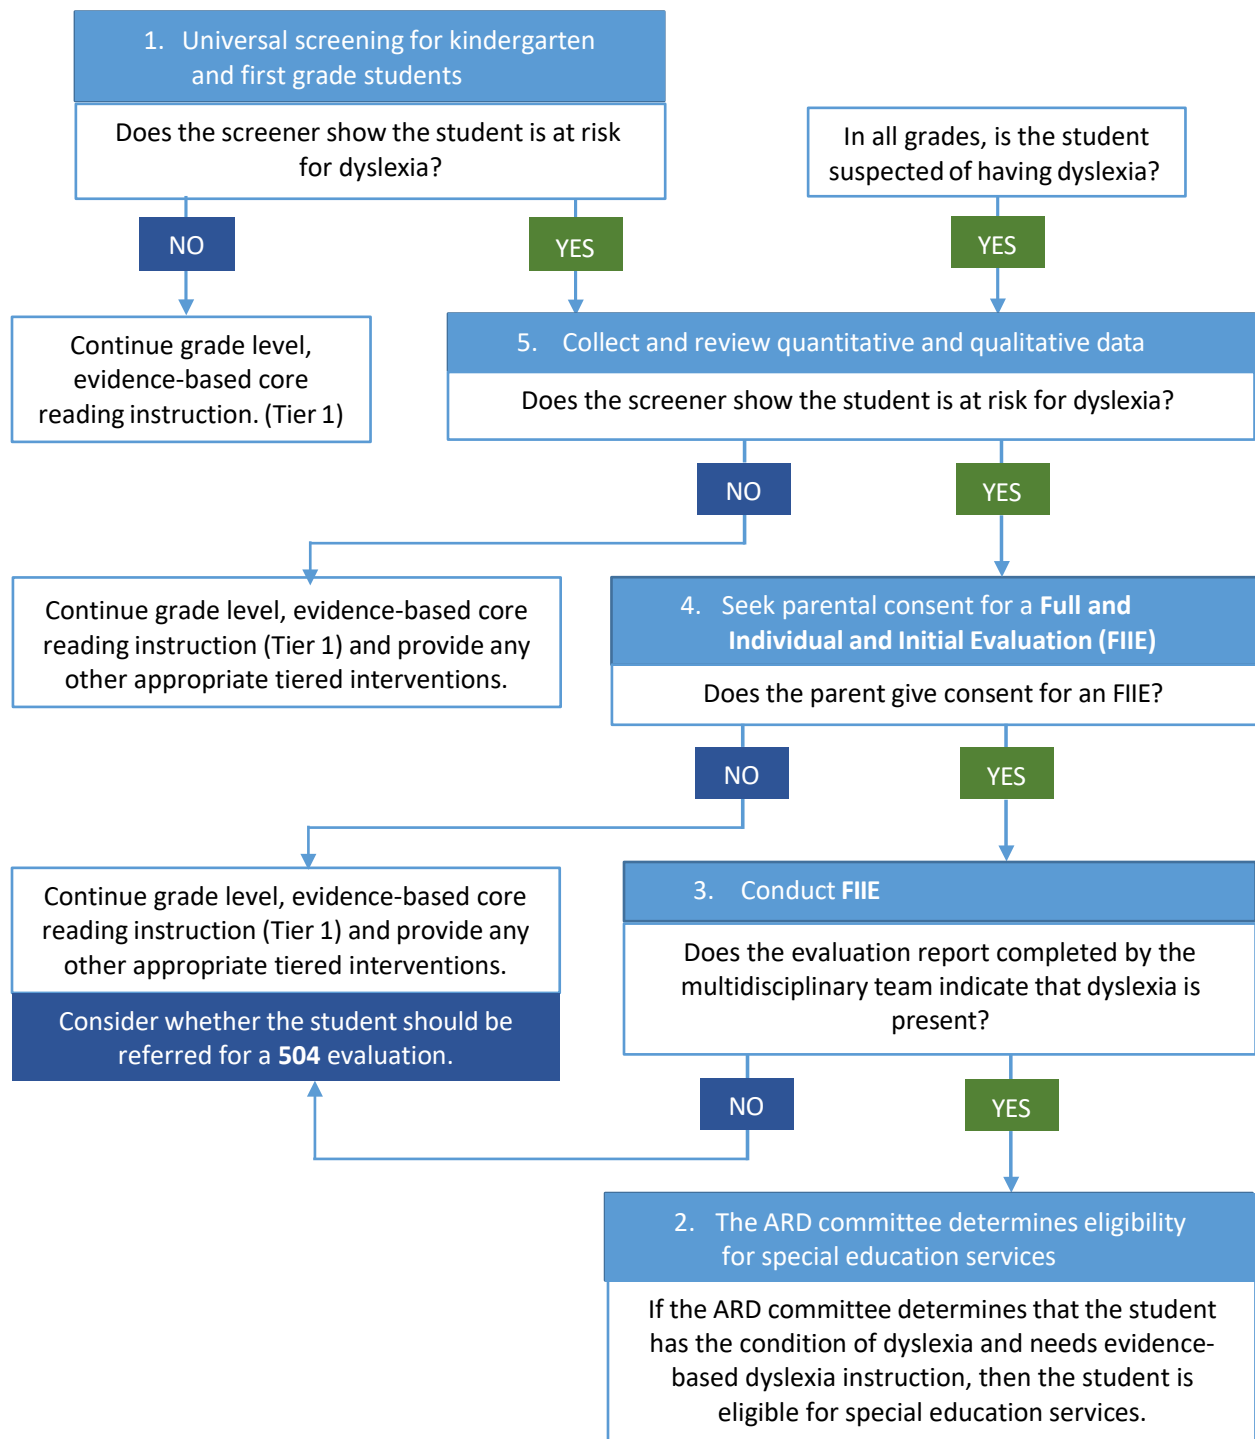 1. Universal screening for kindergarten
and first grade students
Does the screener show the student is at risk
for dyslexia?
In all grades, is the student
suspected of having dyslexia?
NO
YES
YES
Continue grade level,
evidence-based core
reading instruction. (Tier 1)
5. Collect and review quantitative and qualitative data
Does the screener show the student is at risk for dyslexia?
NO
YES
Continue grade level, evidence-based core
reading instruction (Tier 1) and provide any
other appropriate tiered interventions.
4. Seek parental consent for a Full and
Individual and Initial Evaluation (FIIE)
Does the parent give consent for an FIIE?
NO
YES
Continue grade level, evidence-based core
reading instruction (Tier 1) and provide any
other appropriate tiered interventions.
Consider whether the student should be
referred for a 504 evaluation.
3. Conduct FIIE
Does the evaluation report completed by the
multidisciplinary team indicate that dyslexia is
present?
NO
YES
2. The ARD committee determines eligibility
for special education services
If the ARD committee determines that the student
has the condition of dyslexia and needs evidence-
based dyslexia instruction, then the student is
eligible for special education services.